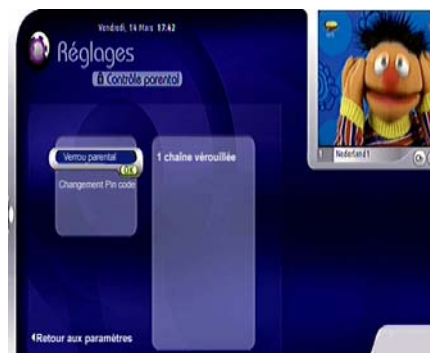 Vendredi, 14 Mars 17:42
Réglages
Contrôle parental
Verrou parental
OK
1 chaîne vérouillée
Changement Pin code
1 Nederland 1
Retour aux paramètres